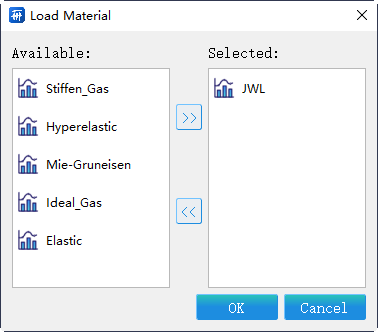 Load Material
Available:
Selected:
Stiffen_Gas
Hyperelastic
Mie-Gruneisen
Ideal_Gas
Elastic
>>
<<
JWL
OK
Cancel